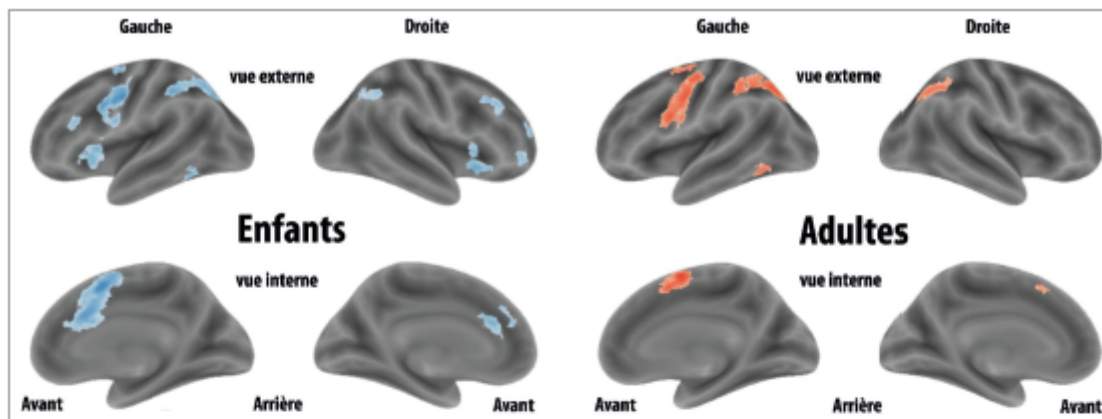 Gauche Droite Gauche Droite
vue externe vue externe
Enfants Adultes
vue interne vue interne
Avant Arrière Avant Avant Arrière Avant